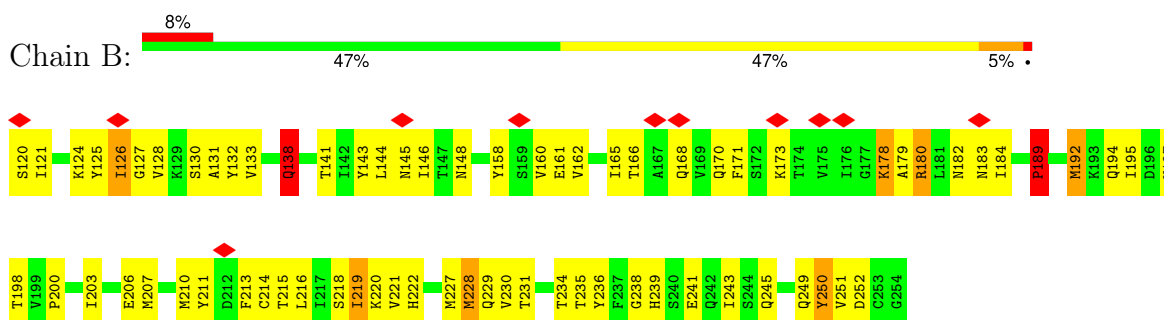 8%
Chain B:
47% 47% 5% •
S120 I121 K124 Y125 I126 G127 V128 K129 S130 A131 Y132 V133 Q138 T141 I142 Y143 L144 N145 I146 T147 N148 Y158 S159 V160 E161 V162 I165 T166 A167 Q168 V169 Q170 F171 S172 K173 T174 V175 I176 G177 K178 A179 R180 L181 N182 N183 I184 P189 M192 K193 Q194 I195 D196
T198 V199 P200 I203 E206 M207 M210 Y211 D212 F213 C214 T215 L216 I217 S218 I219 K220 V221 H222 M227 M228 Q229 V230 T231 T234 T235 Y236 F237 G238 H239 S240 E241 Q242 I243 S244 Q245 Q249 Y250 V251 D252 C253 G254